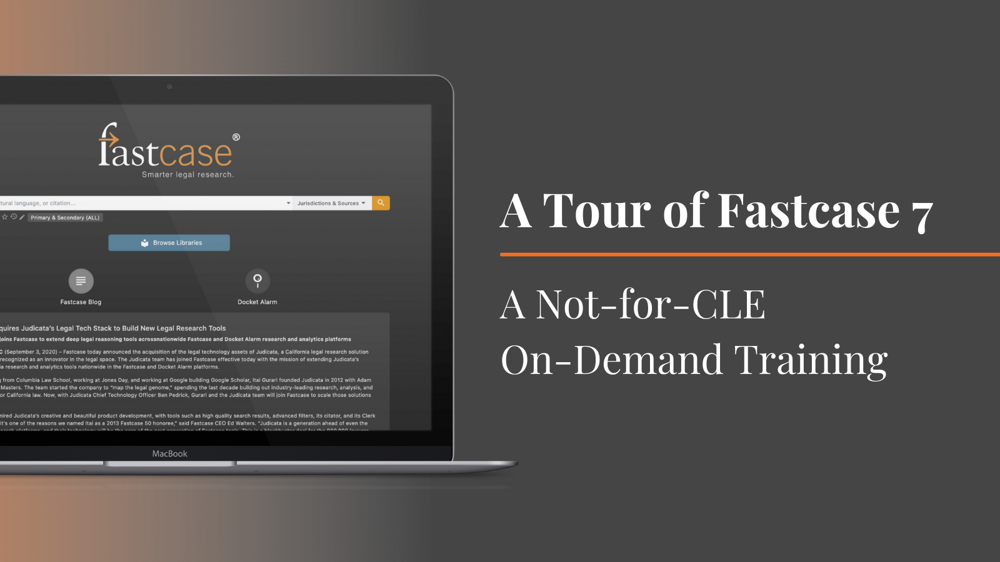 fastcase®
Smarter legal research.
tural language, or citation...
Jurisdictions & Sources
Primary & Secondary (ALL)
Browse Libraries
Fastcase Blog
Docket Alarm
quires Judicata's Legal Tech Stack to Build New Legal Research Tools
joins Fastcase to extend deep legal reasoning tools acrossnationwide Fastcase and Docket Alarm research and analytics platforms
C (September 3, 2020) – Fastcase today announced the acquisition of the legal technology assets of Judicata, a California legal research solution
recognized as an innovator in the legal space. The Judicata team has joined Fastcase effective today with the mission of extending Judicata's
ia research and analytics tools nationwide in the Fastcase and Docket Alarm platforms.
g from Columbia Law School, working at Jones Day, and working at Google building Google Scholar, Itai Gurari founded Judicata in 2012 with Adam
Masters. The team started the company to “map the legal genome,” spending the last decade building out industry-leading research, analysis, and
or California law. Now, with Judicata Chief Technology Officer Ben Pedrick, Gurari and the Judicata team will join Fastcase to scale those solutions
mired Judicata's creative and beautiful product development, with tools such as high quality search results, advanced filters, its citator, and its Clerk
it's one of the reasons we named Itai as a 2013 Fastcase 50 honoree,” said Fastcase CEO Ed Walters. “Judicata is a generation ahead of even the
MacBook
A Tour of Fastcase 7
A Not-for-CLE
On-Demand Training